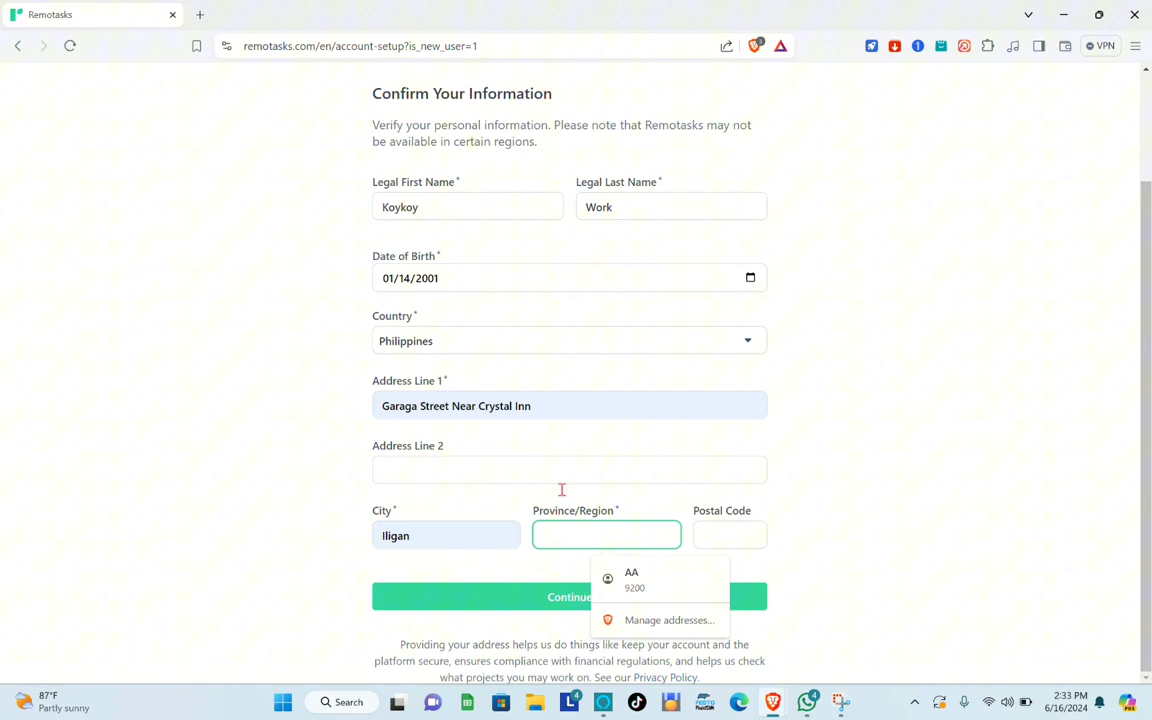 Remotasks
remotasks.com/en/account-setup?is_new_user=1
3
VPN
Confirm Your Information
Verify your personal information. Please note that Remotasks may not
be available in certain regions.
Legal First Name* Legal Last Name*
Koykoy Work
Date of Birth*
01/14/2001
Country*
Philippines
Address Line 1*
Garaga Street Near Crystal Inn
Address Line 2
City* Province/Region* Postal Code
Iligan
AA
9200
Continue
Manage addresses...
Providing your address helps us do things like keep your account and the
platform secure, ensures compliance with financial regulations, and helps us check
what projects you may work on. See our Privacy Policy.
87°F
Partly sunny
Search
4
4
2:33 PM
6/16/2024